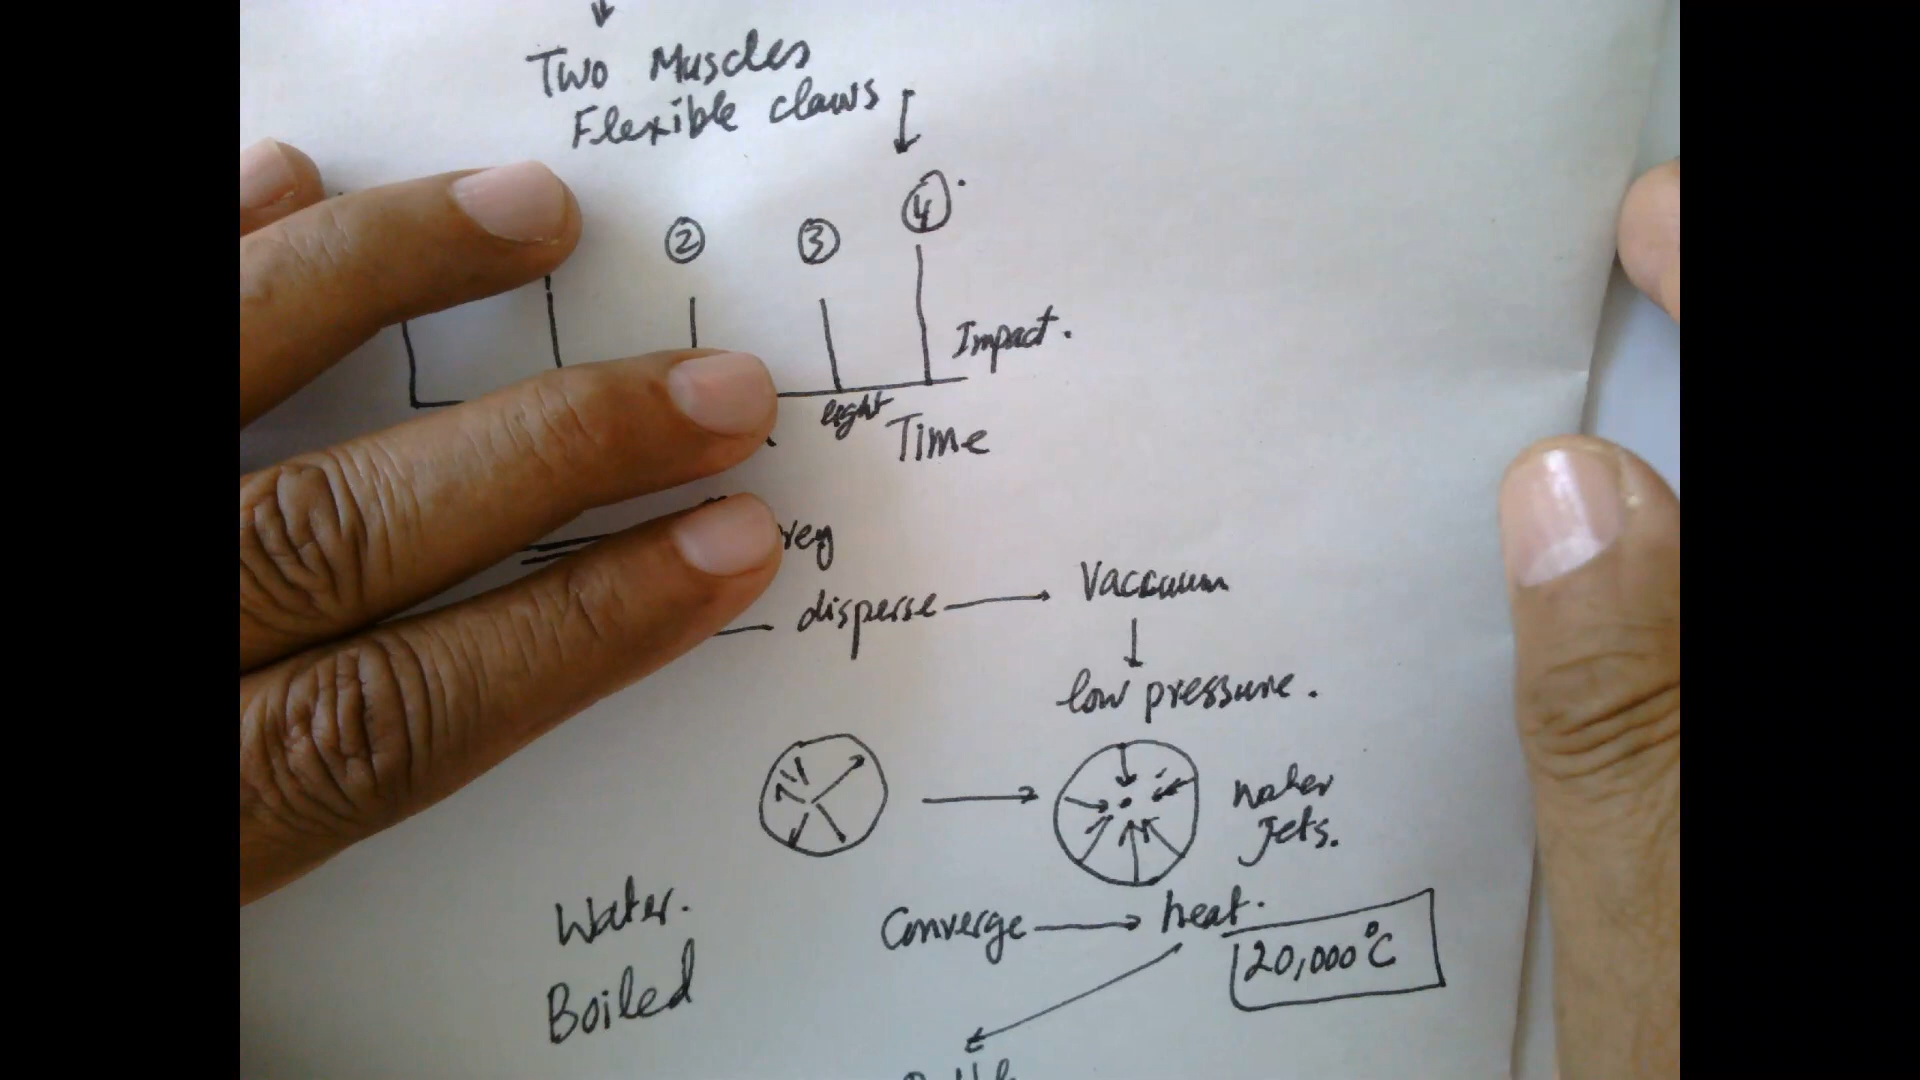 Two Muscles
Flexible claws
2
3
4
Impact.
light
Time
disperse
Vaccuum
low pressure.
water
Jets.
Water.
Converge
heat.
20,000°C
Boiled